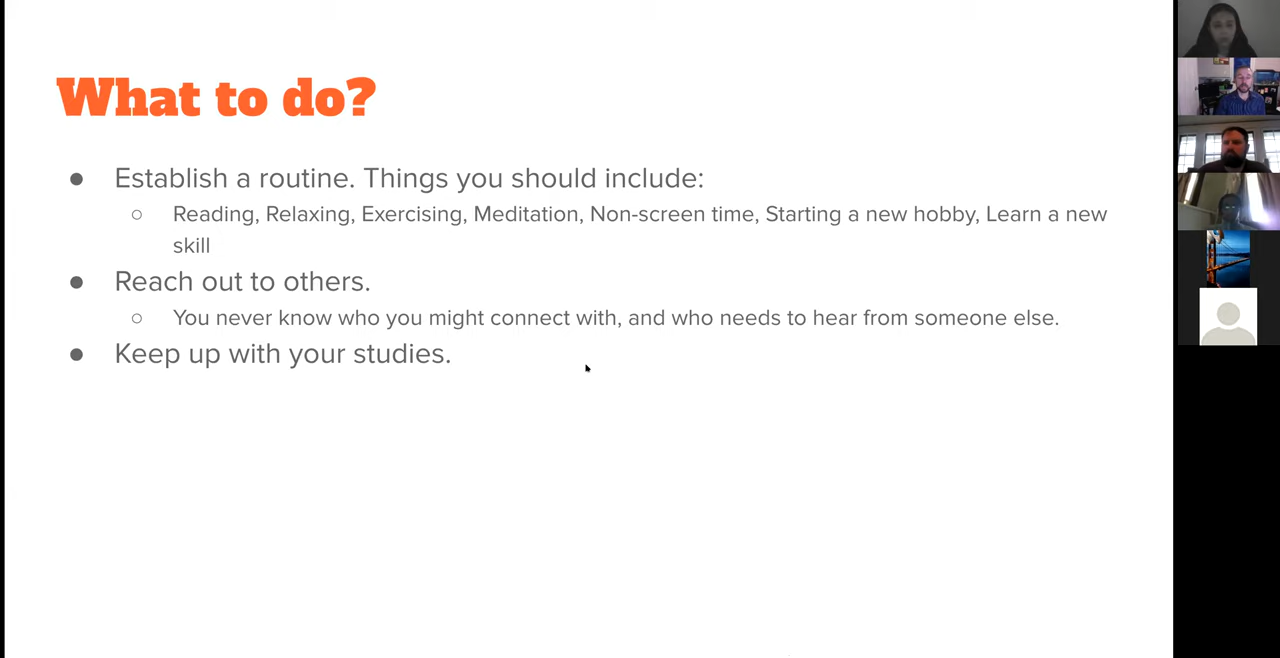 What to do?
● Establish a routine. Things you should include:
○ Reading, Relaxing, Exercising, Meditation, Non-screen time, Starting a new hobby, Learn a new
skill
● Reach out to others.
○ You never know who you might connect with, and who needs to hear from someone else.
● Keep up with your studies.